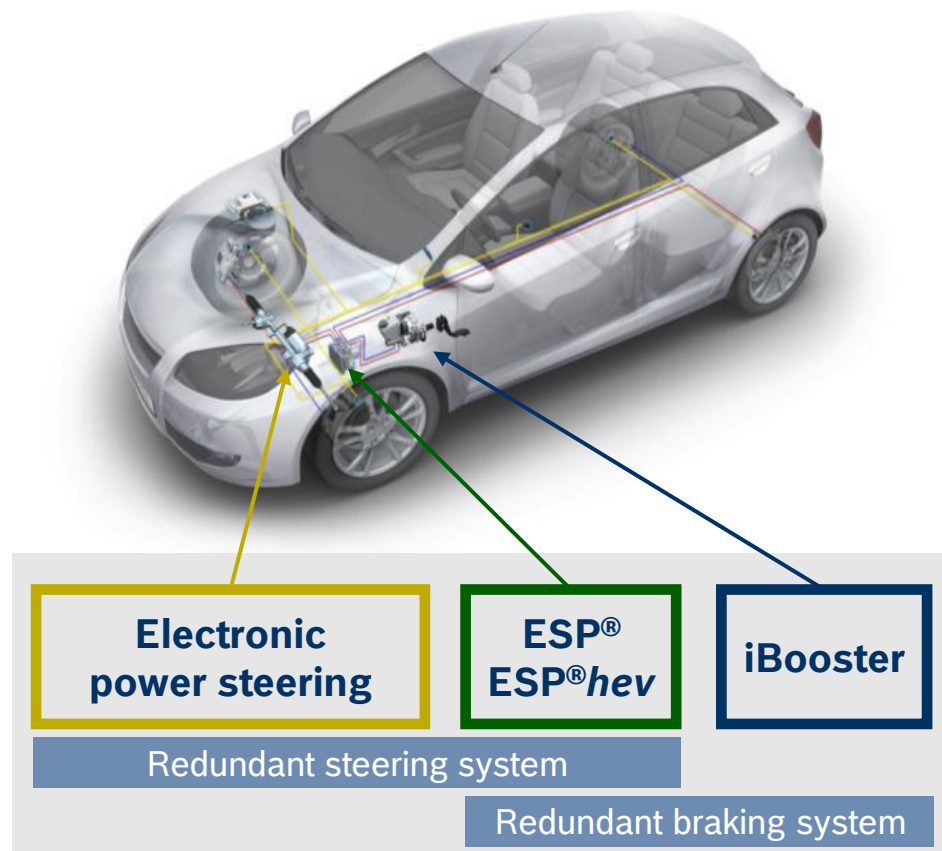 Electronic
power steering
ESP®
ESP®hev
iBooster
Redundant steering system
Redundant braking system